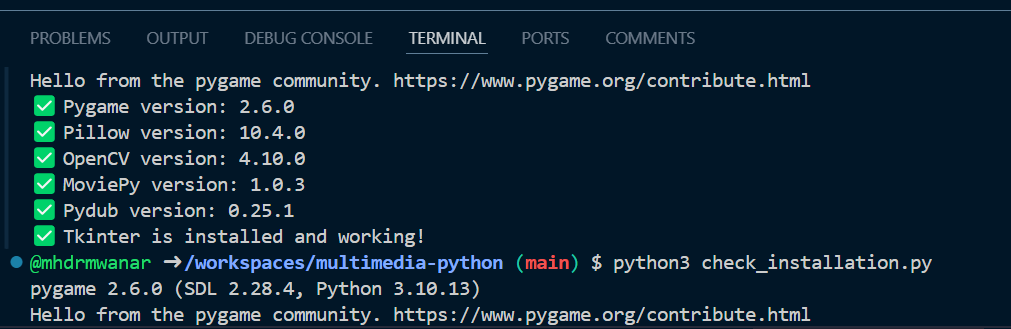 PROBLEMS OUTPUT DEBUG CONSOLE TERMINAL PORTS COMMENTS
Hello from the pygame community. https://www.pygame.org/contribute.html
✅ Pygame version: 2.6.0
✅ Pillow version: 10.4.0
✅ OpenCV version: 4.10.0
✅ MoviePy version: 1.0.3
✅ Pydub version: 0.25.1
✅ Tkinter is installed and working!
@mhdrmwanar ➜/workspaces/multimedia-python (main) $ python3 check_installation.py
pygame 2.6.0 (SDL 2.28.4, Python 3.10.13)
Hello from the pygame community. https://www.pygame.org/contribute.html